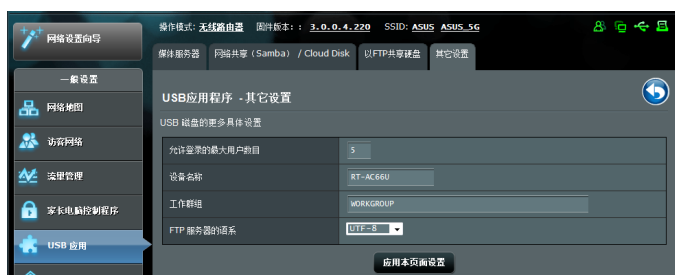 网络设置向导
操作模式: 无线路由器 固件版本: : 3.0.0.4.220 SSID: ASUS ASUS_5G
媒体服务器 网络共享 (Samba) / Cloud Disk 以FTP共享硬盘 其它设置
一般设置
网络地图
访客网络
流量管理
家长电脑控制程序
USB 应用
USB应用程序 - 其它设置
USB 磁盘的更多具体设置
允许登录的最大用户数目 5
设备名称 RT-AC66U
工作群组 WORKGROUP
FTP 服务器的语系 UTF-8
应用本页面设置